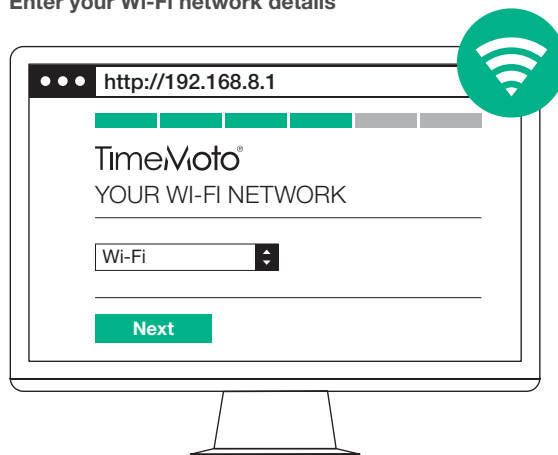 Enter your Wi-Fi network details
http://192.168.8.1
TimeMoto®
YOUR WI-FI NETWORK
Wi-Fi
Next